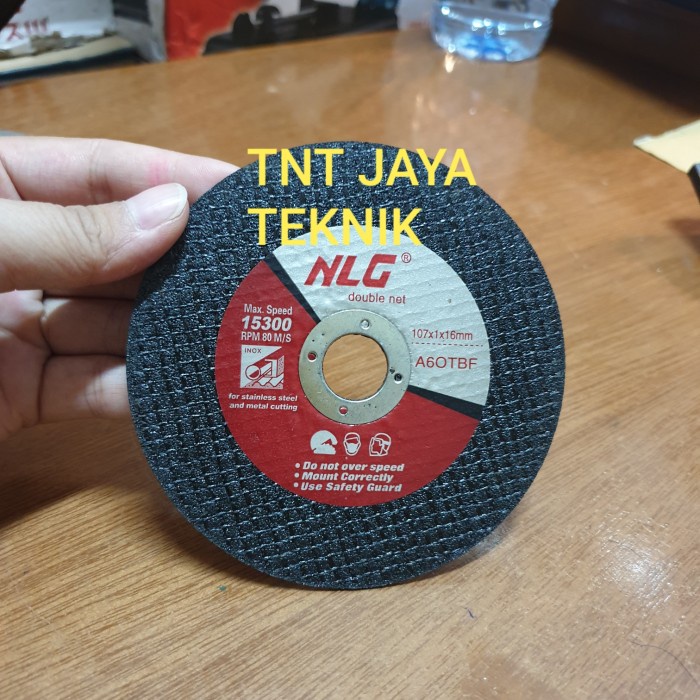 TNT JAYA
TEKNIK
NLG®
double net
Max. Speed
15300
RPM 80 M/S
INOX
107x1x16mm
A6OTBF
for stainless steel
and metal cutting
• Do not over speed
• Mount Correctly
• Use Safety Guard